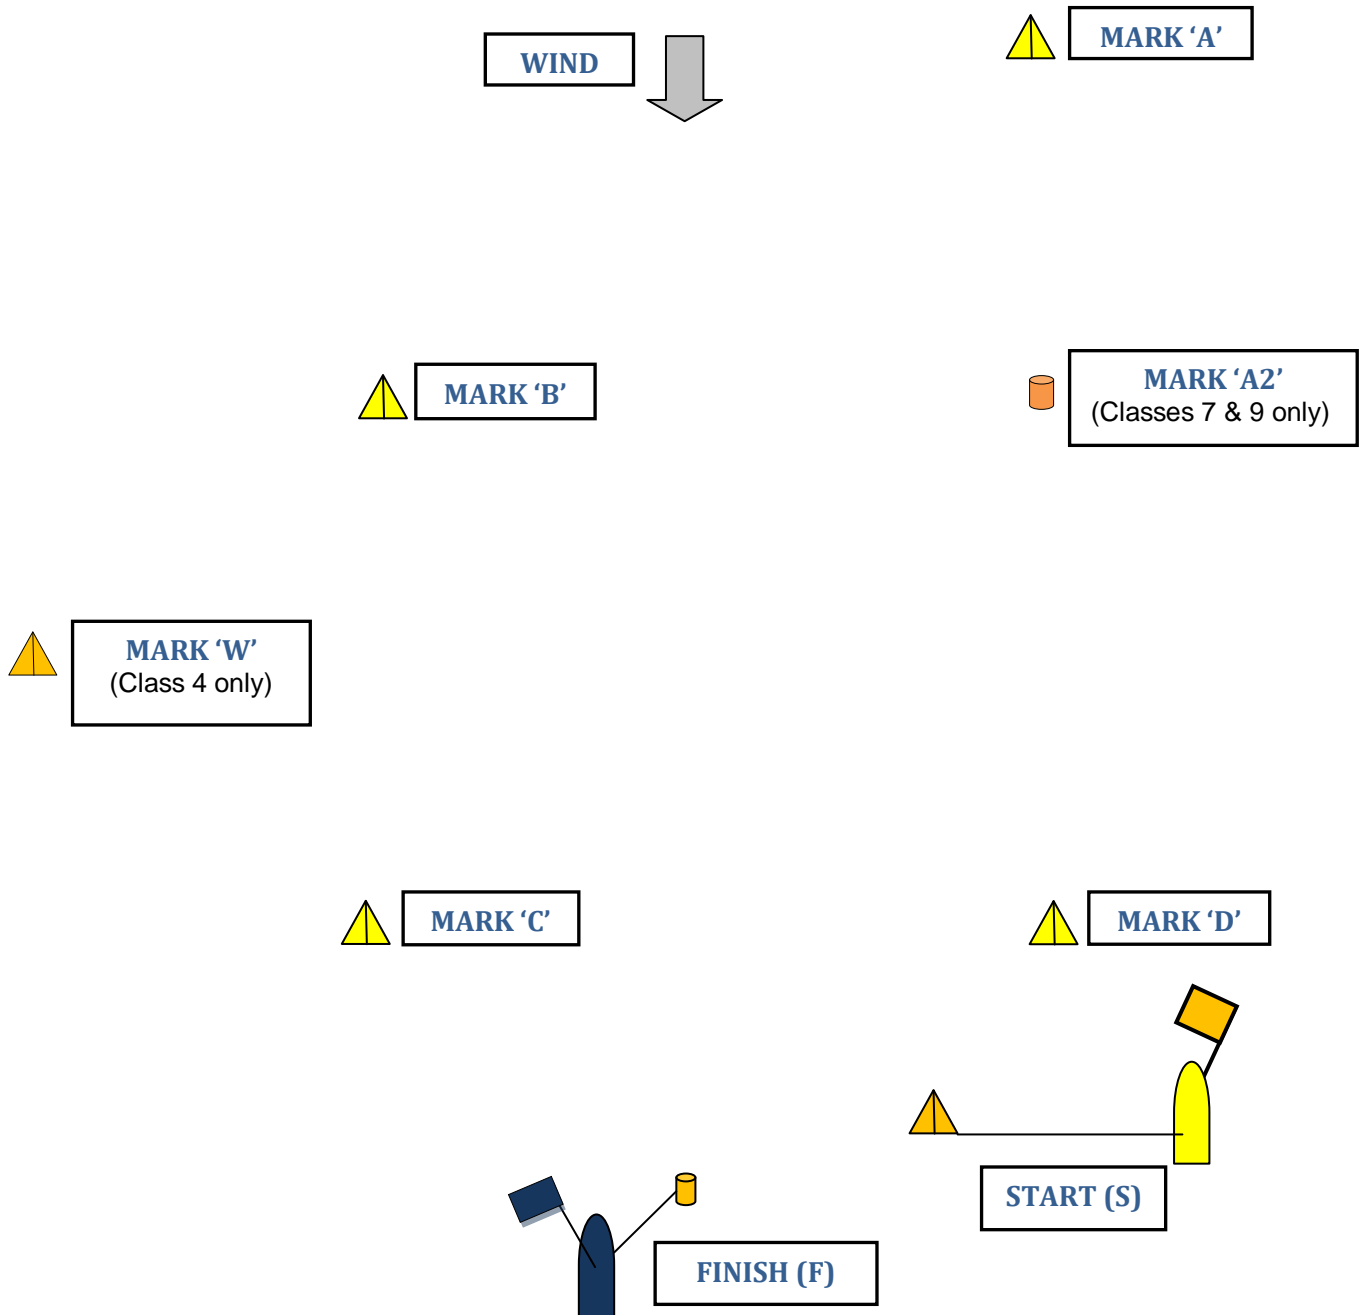 WIND
MARK ‘A’
MARK ‘B’
MARK ‘A2’
(Classes 7 & 9 only)
MARK ‘W’
(Class 4 only)
MARK ‘C’
MARK ‘D’
START (S)
FINISH (F)